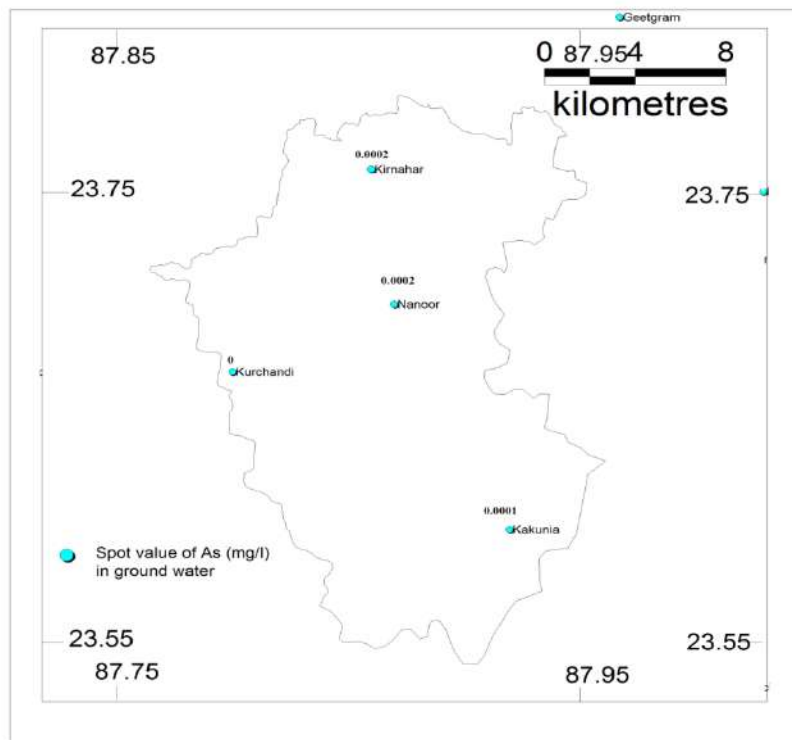 Geetgram
87.85
0 87.95 4 8
kilometres
0.0002
Kirnahar
23.75
23.75
0.0002
Nanoor
0
Kurchandi
0.0001
Kakunia
Spot value of As (mg/l)
in ground water
23.55
23.55
87.75
87.95